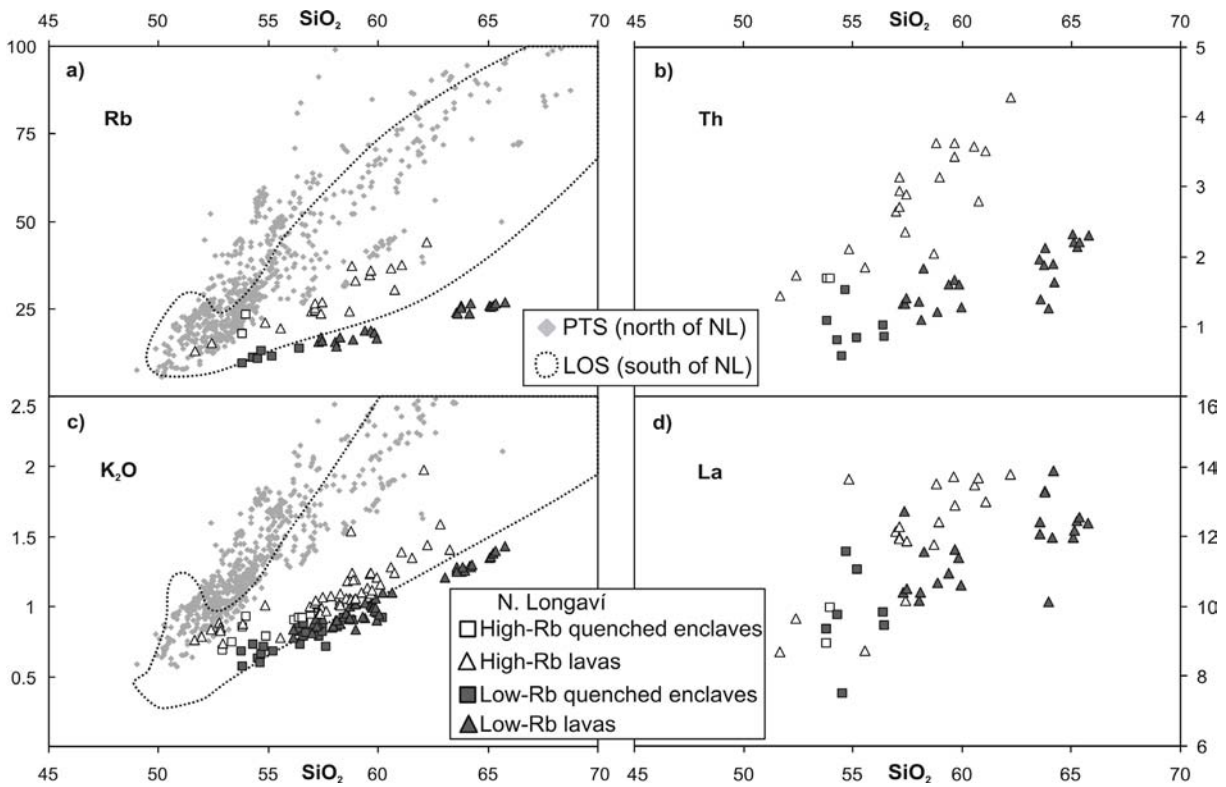 45 50 55 60 65 70 45 50 55 60 65 70
SiO₂ SiO₂
100
75
50
25
a)
Rb
b)
Th
5
4
3
2
1
PTS (north of NL)
LOS (south of NL)
2.5
2
1.5
1
0.5
c)
K₂O
d)
La
16
14
12
10
8
6
N. Longaví
High-Rb quenched enclaves
High-Rb lavas
Low-Rb quenched enclaves
Low-Rb lavas
45 50 55 60 65 70 45 50 55 60 65 70
SiO₂ SiO₂